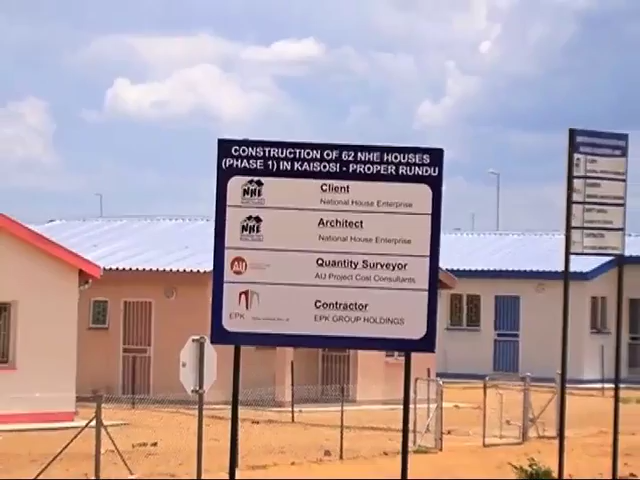 CONSTRUCTION OF 62 NHE HOUSES
(PHASE 1) IN KAISOSI - PROPER RUNDU
NHE
Client
National House Enterprise
NHE
Architect
National House Enterprise
AU
Quantity Surveyor
AU Project Cost Consultants
EPK
Contractor
EPK GROUP HOLDINGS